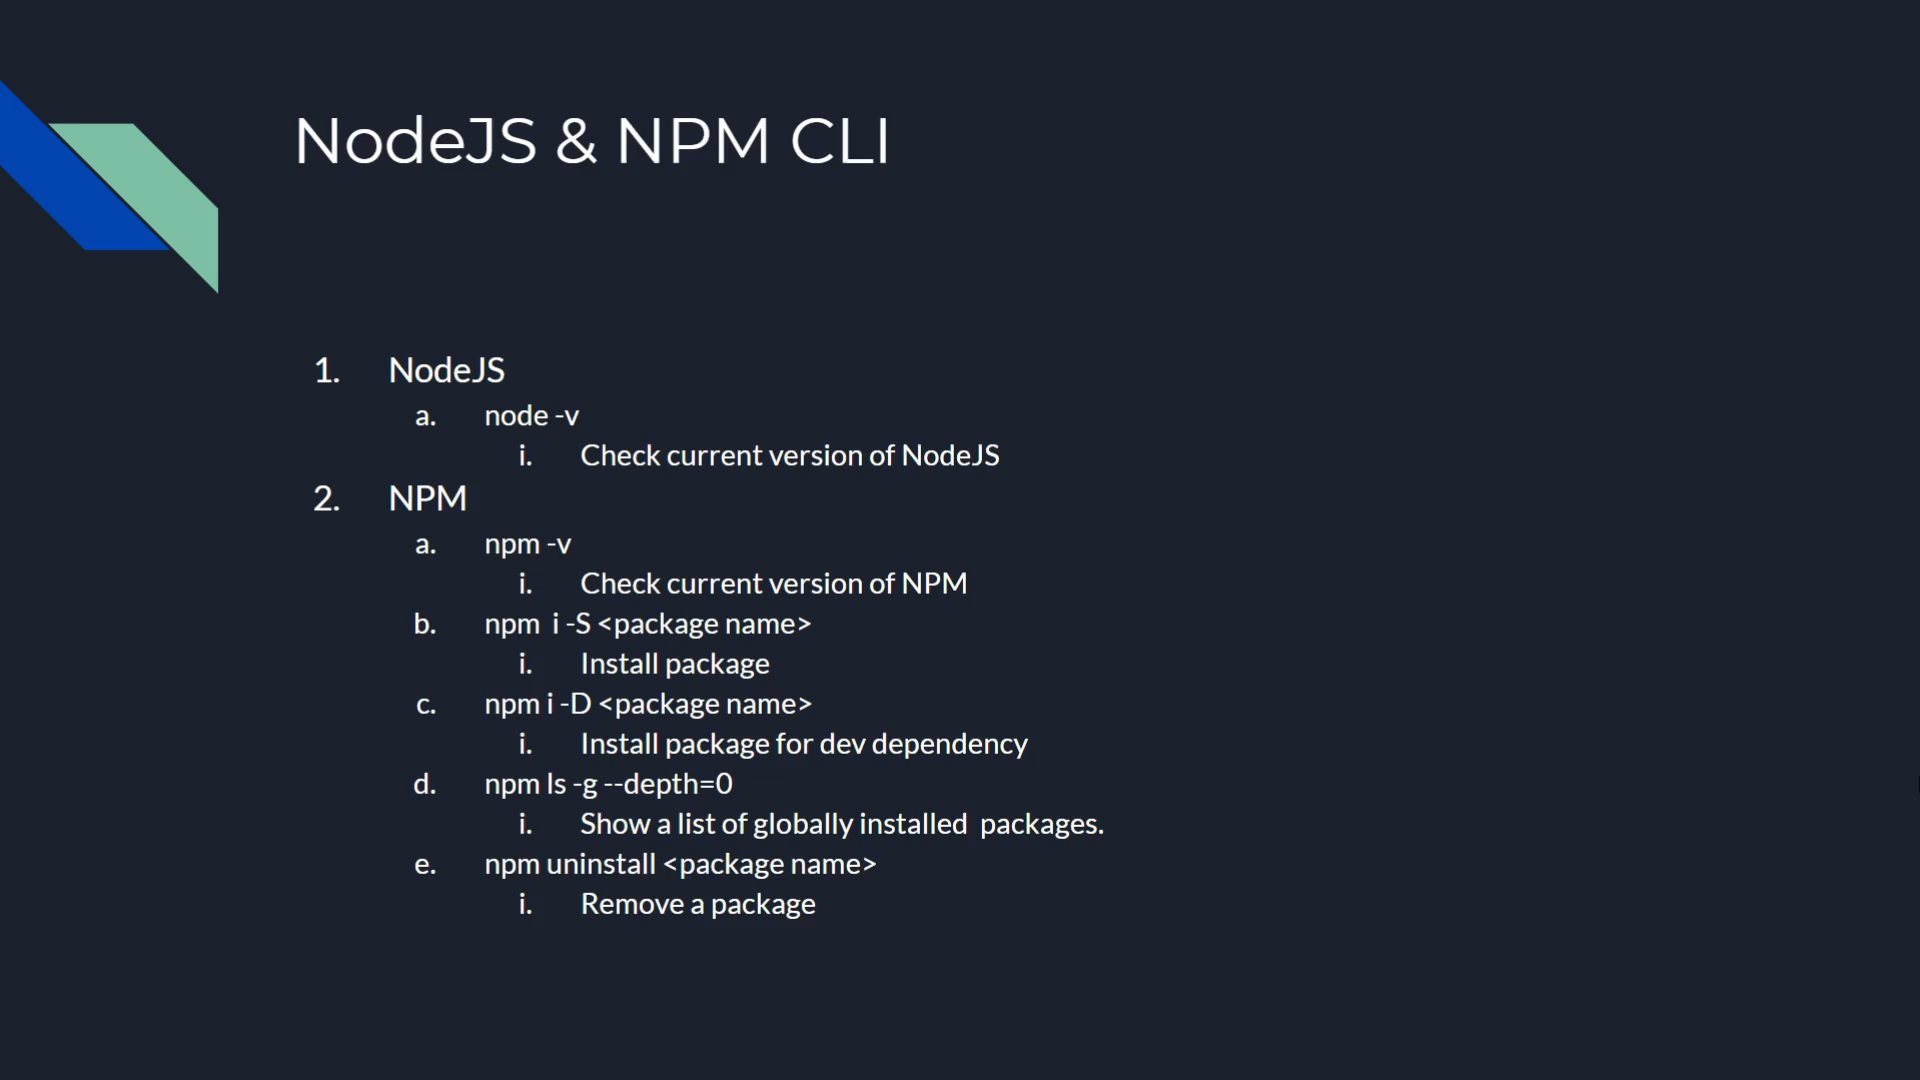 NodeJS & NPM CLI
1. NodeJS
a. node -v
i. Check current version of NodeJS
2. NPM
a. npm -v
i. Check current version of NPM
b. npm  i -S <package name>
i. Install package
c. npm i -D <package name>
i. Install package for dev dependency
d. npm ls -g --depth=0
i. Show a list of globally installed  packages.
e. npm uninstall <package name>
i. Remove a package